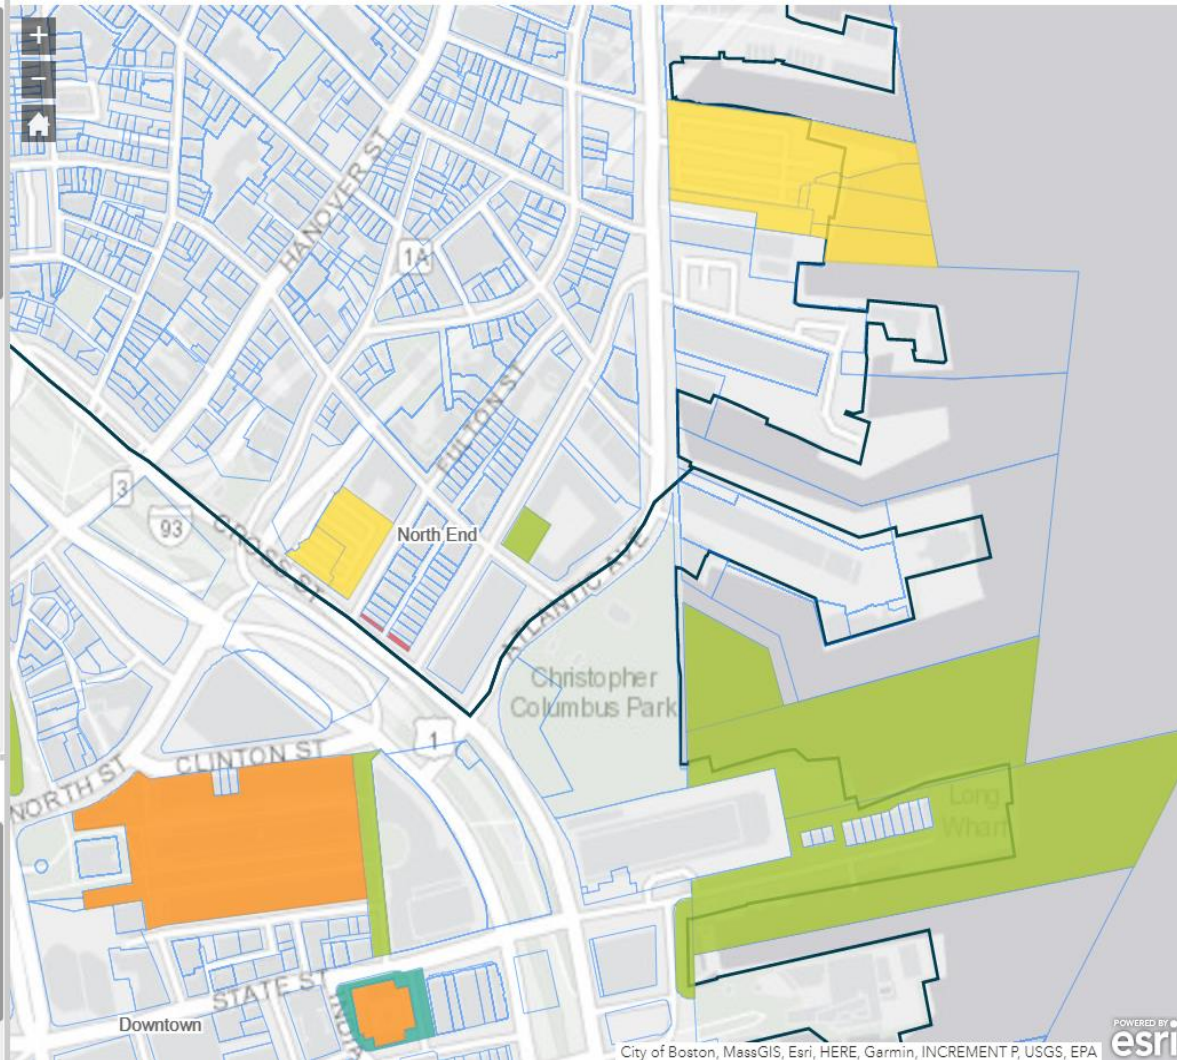 +
−
HANOVER ST
1A
FULTON ST
3
93
CROSS ST
North End
ATLANTIC AVE
Christopher
Columbus Park
1
CLINTON ST
NORTH ST
Long
Wharf
STATE ST
INDIA
Downtown
City of Boston, MassGIS, Esri, HERE, Garmin, INCREMENT P, USGS, EPA
POWERED BY
esri